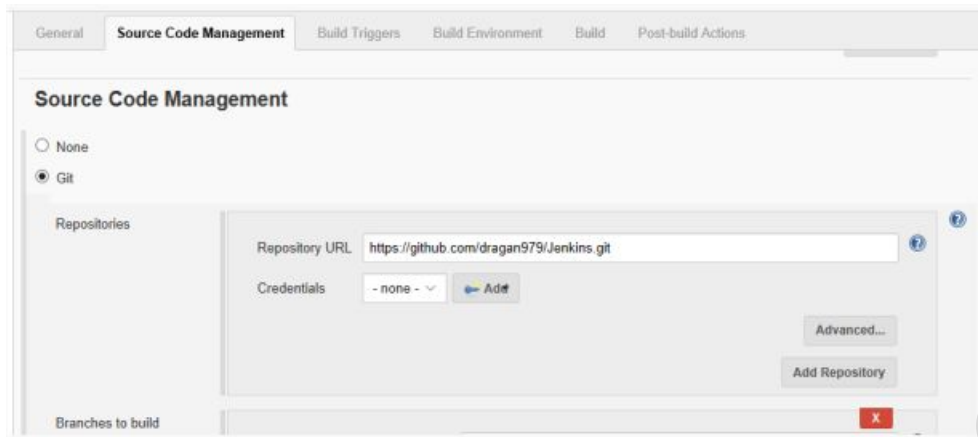 General Source Code Management Build Triggers Build Environment Build Post-build Actions
Source Code Management
None
Git
Repositories
Repository URL https://github.com/dragan979/Jenkins.git
Credentials - none - Add
Advanced...
Add Repository
Branches to build X